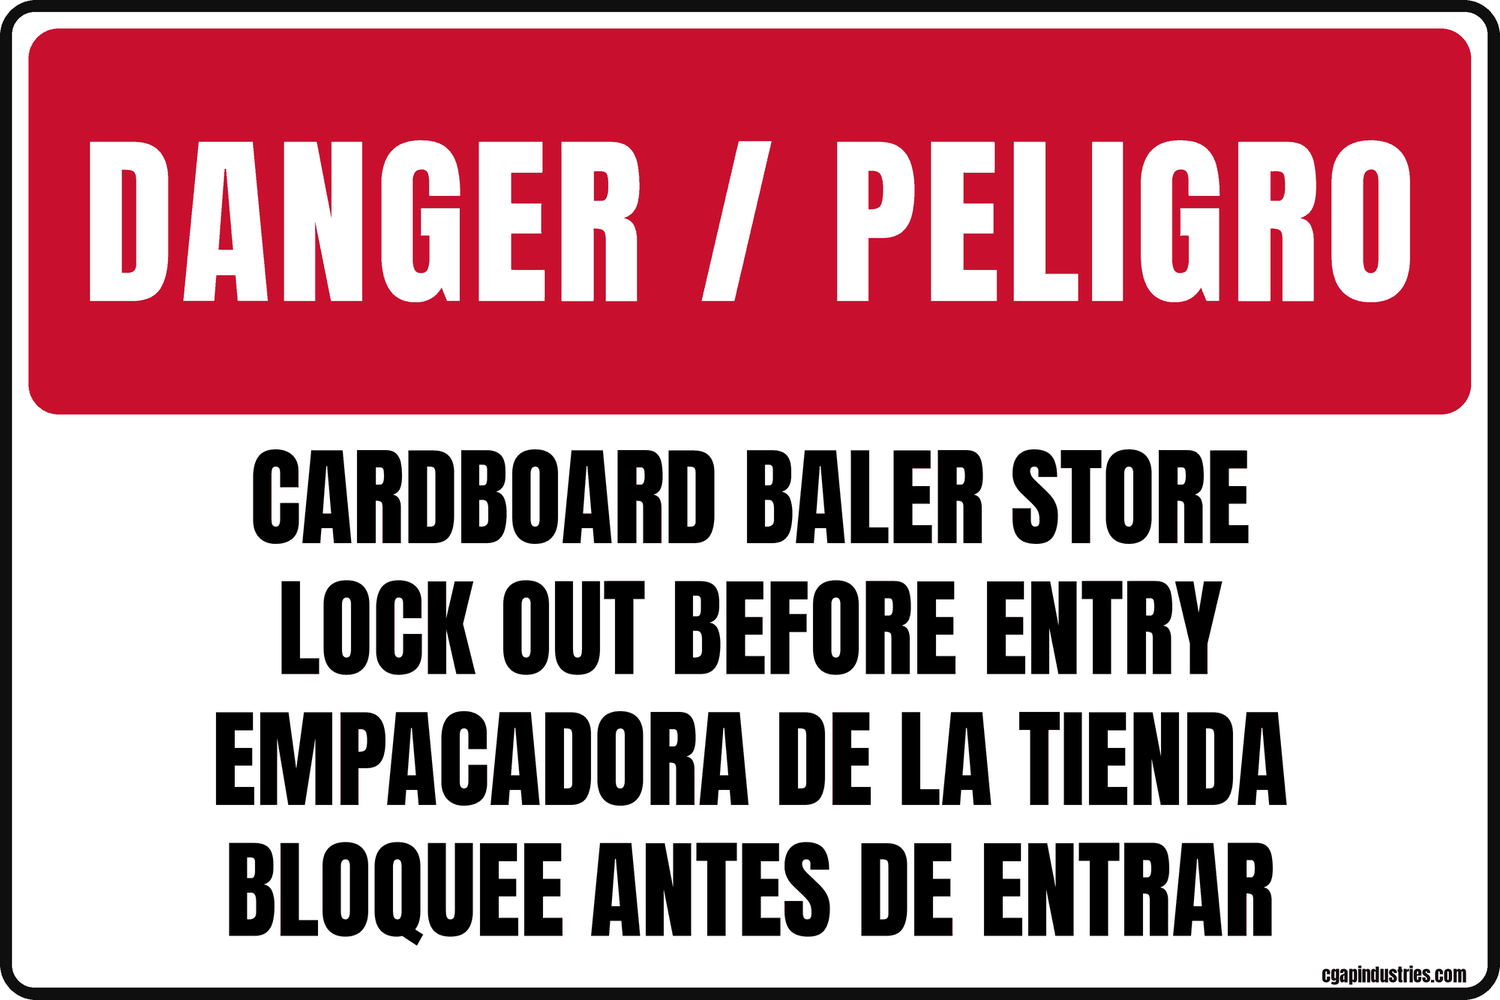 DANGER / PELIGRO
CARDBOARD BALER STORE
LOCK OUT BEFORE ENTRY
EMPACADORA DE LA TIENDA
BLOQUEE ANTES DE ENTRAR
cgapindustries.com